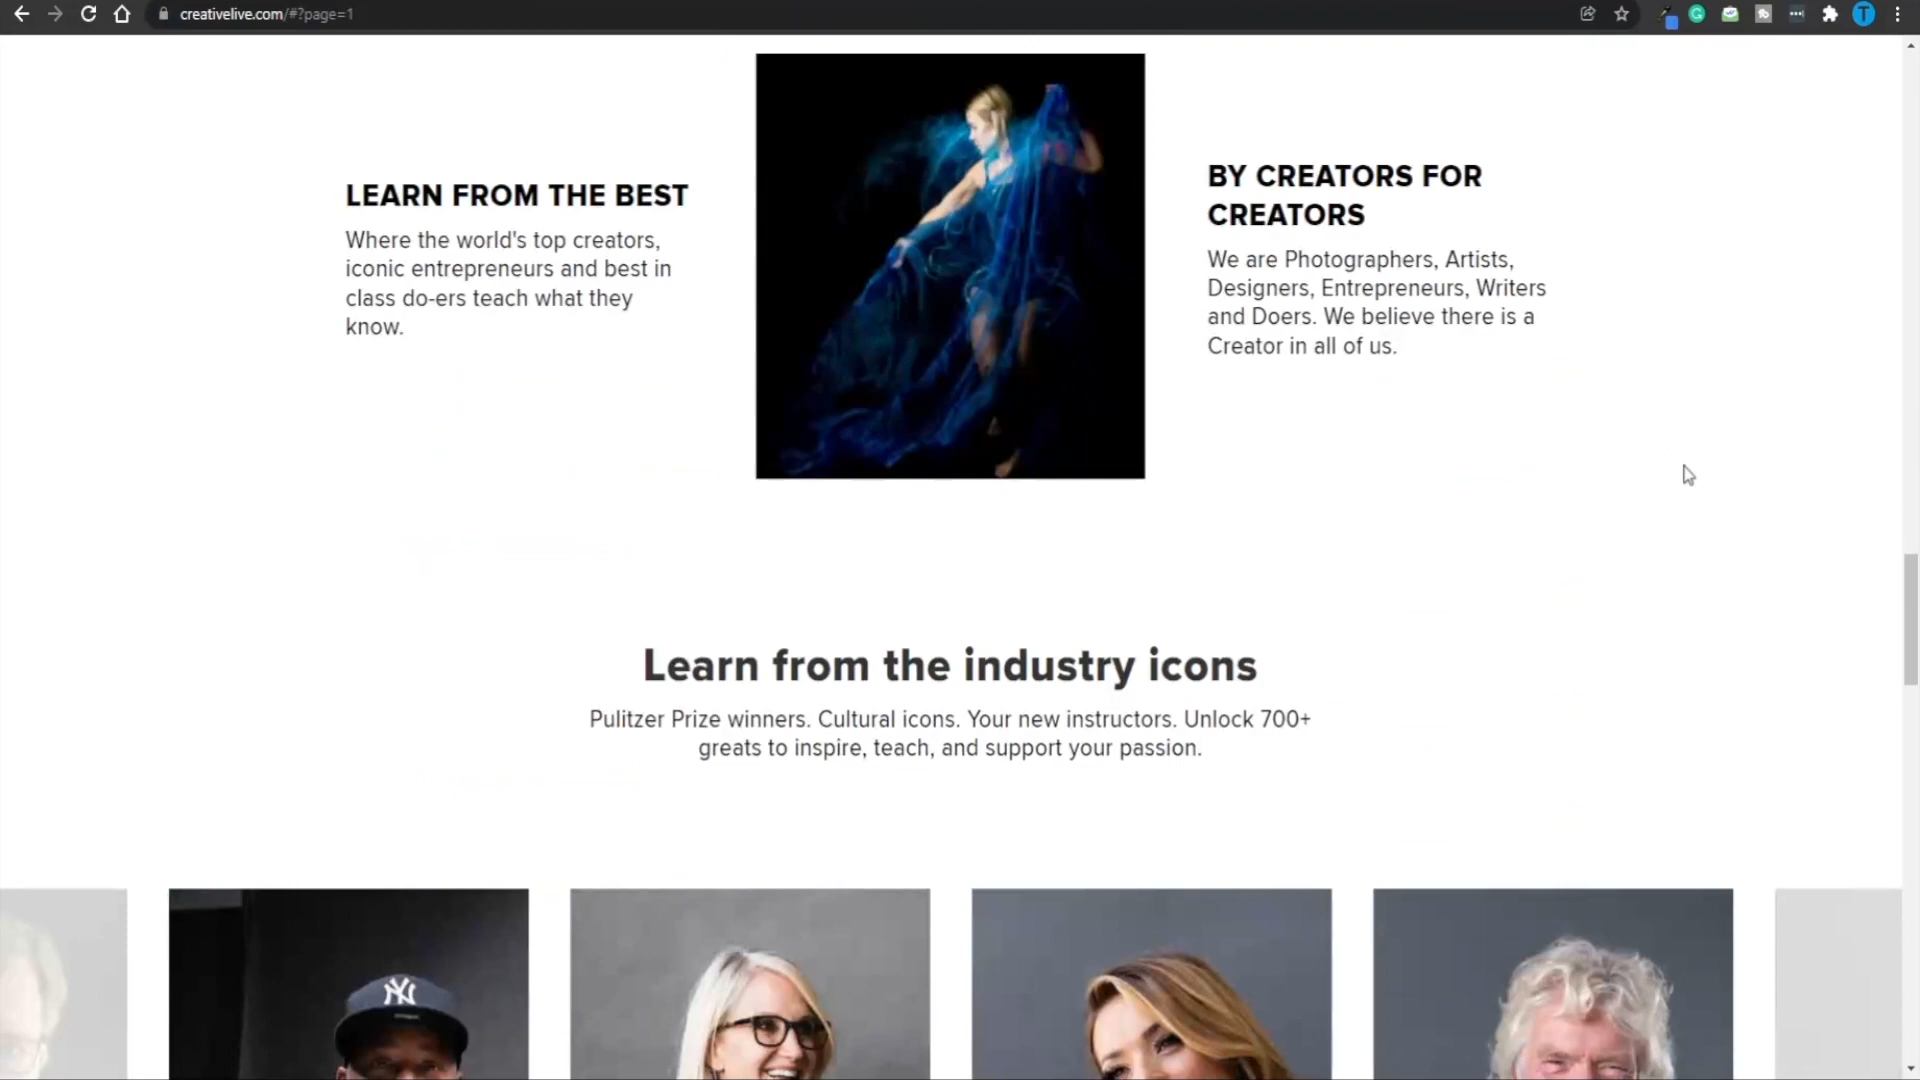 creativelive.com/#?page=1
T
LEARN FROM THE BEST
Where the world's top creators,
iconic entrepreneurs and best in
class do-ers teach what they
know.
BY CREATORS FOR
CREATORS
We are Photographers, Artists,
Designers, Entrepreneurs, Writers
and Doers. We believe there is a
Creator in all of us.
Learn from the industry icons
Pulitzer Prize winners. Cultural icons. Your new instructors. Unlock 700+
greats to inspire, teach, and support your passion.
NY